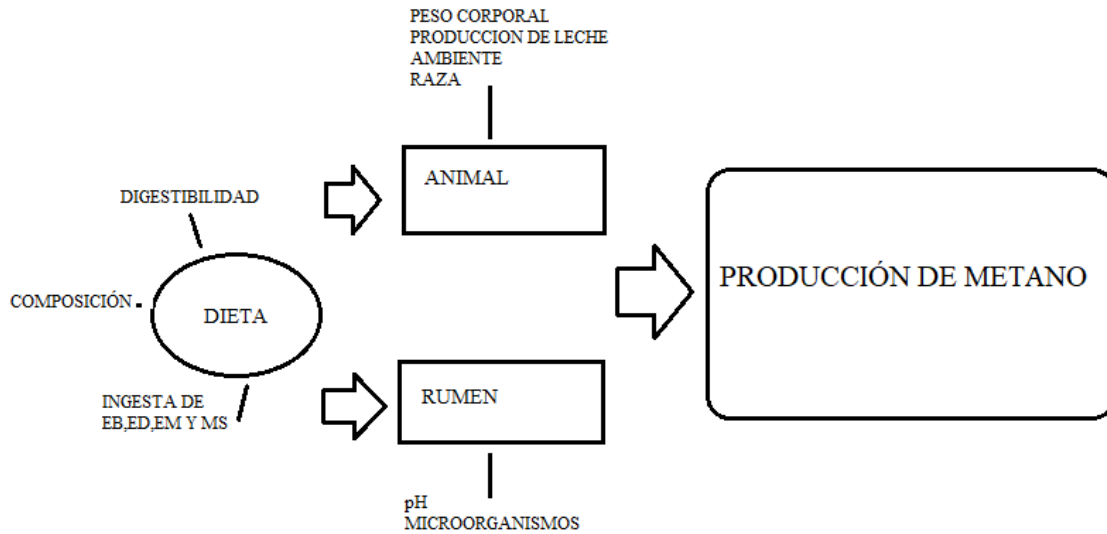 PESO CORPORAL
PRODUCCION DE LECHE
AMBIENTE
RAZA
ANIMAL
DIGESTIBILIDAD
COMPOSICIÓN
DIETA
INGESTA DE
EB,ED,EM Y MS
RUMEN
pH
MICROORGANISMOS
PRODUCCIÓN DE METANO